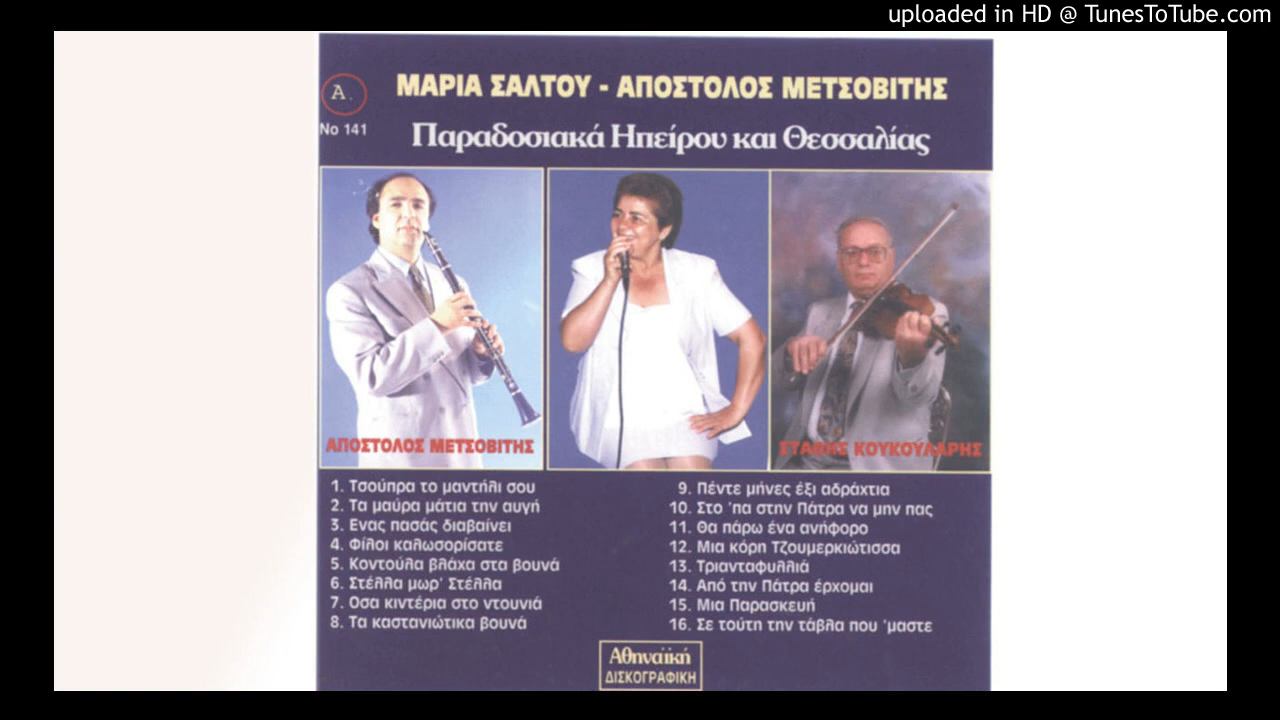 uploaded in HD @ TunesToTube.com
ΜΑΡΙΑ ΣΑΛΤΟΥ - ΑΠΟΣΤΟΛΟΣ ΜΕΤΣΟΒΙΤΗΣ
A.
No 141
Παραδοσιακά Ηπείρου και Θεσσαλίας
ΑΠΟΣΤΟΛΟΣ ΜΕΤΣΟΒΙΤΗΣ
ΣΤΑΘΗΣ ΚΟΥΚΟΥΛΑΡΗΣ
1. Τσούπρα το μαντήλι σου
2. Τα μαύρα μάτια την αυγή
3. Ενας πασάς διαβαίνει
4. Φίλοι καλωσορίσατε
5. Κοντούλα βλάχα στα βουνά
6. Στέλλα μωρ' Στέλλα
7. Οσα κιντέρια στο ντουνιά
8. Τα καστανιώτικα βουνά
9. Πέντε μήνες έξι αδράχτια
10. Στο 'πα στην Πάτρα να μην πας
11. Θα πάρω ένα ανήφορο
12. Μια κόρη Τζουμερκιώτισσα
13. Τριανταφυλλιά
14. Από την Πάτρα έρχομαι
15. Μια Παρασκευή
16. Σε τούτη την τάβλα που 'μαστε
Αθηναϊκή
ΔΙΣΚΟΓΡΑΦΙΚΗ